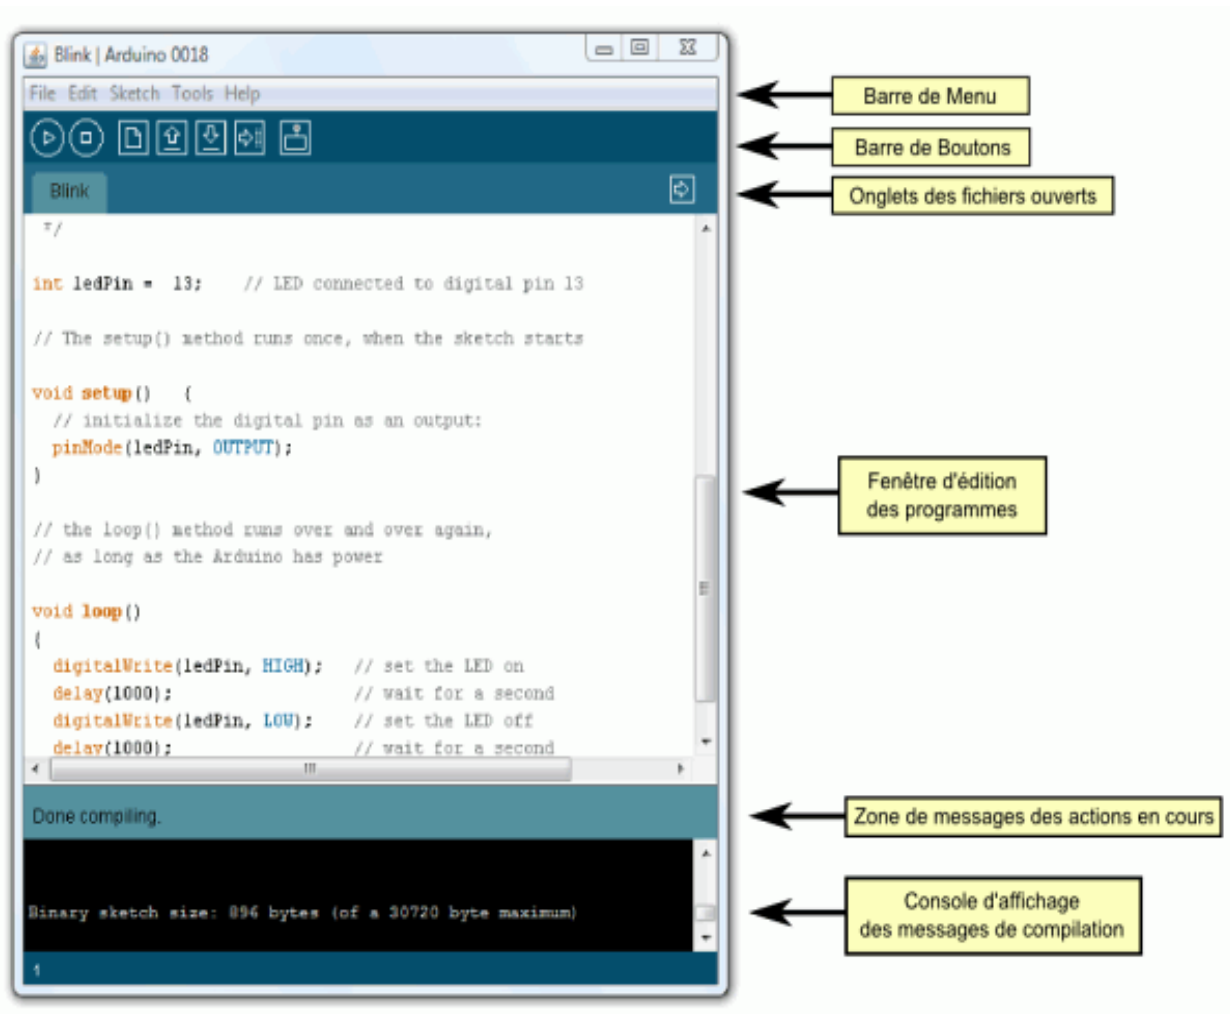 Blink | Arduino 0018
File Edit Sketch Tools Help
Barre de Menu
Barre de Boutons
Blink
Onglets des fichiers ouverts
*/
int ledPin = 13; // LED connected to digital pin 13
// The setup() method runs once, when the sketch starts
void setup() {
// initialize the digital pin as an output:
pinMode(ledPin, OUTPUT);
}
Fenêtre d'édition
des programmes
// the loop() method runs over and over again,
// as long as the Arduino has power
void loop()
{
digitalWrite(ledPin, HIGH); // set the LED on
delay(1000); // wait for a second
digitalWrite(ledPin, LOW); // set the LED off
delay(1000); // wait for a second
Done compiling.
Zone de messages des actions en cours
Binary sketch size: 896 bytes (of a 30720 byte maximum)
Console d'affichage
des messages de compilation
1